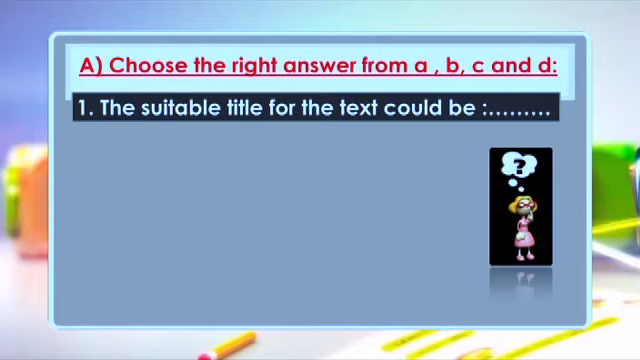 A) Choose the right answer from a , b, c and d:
1. The suitable title for the text could be :.........
?